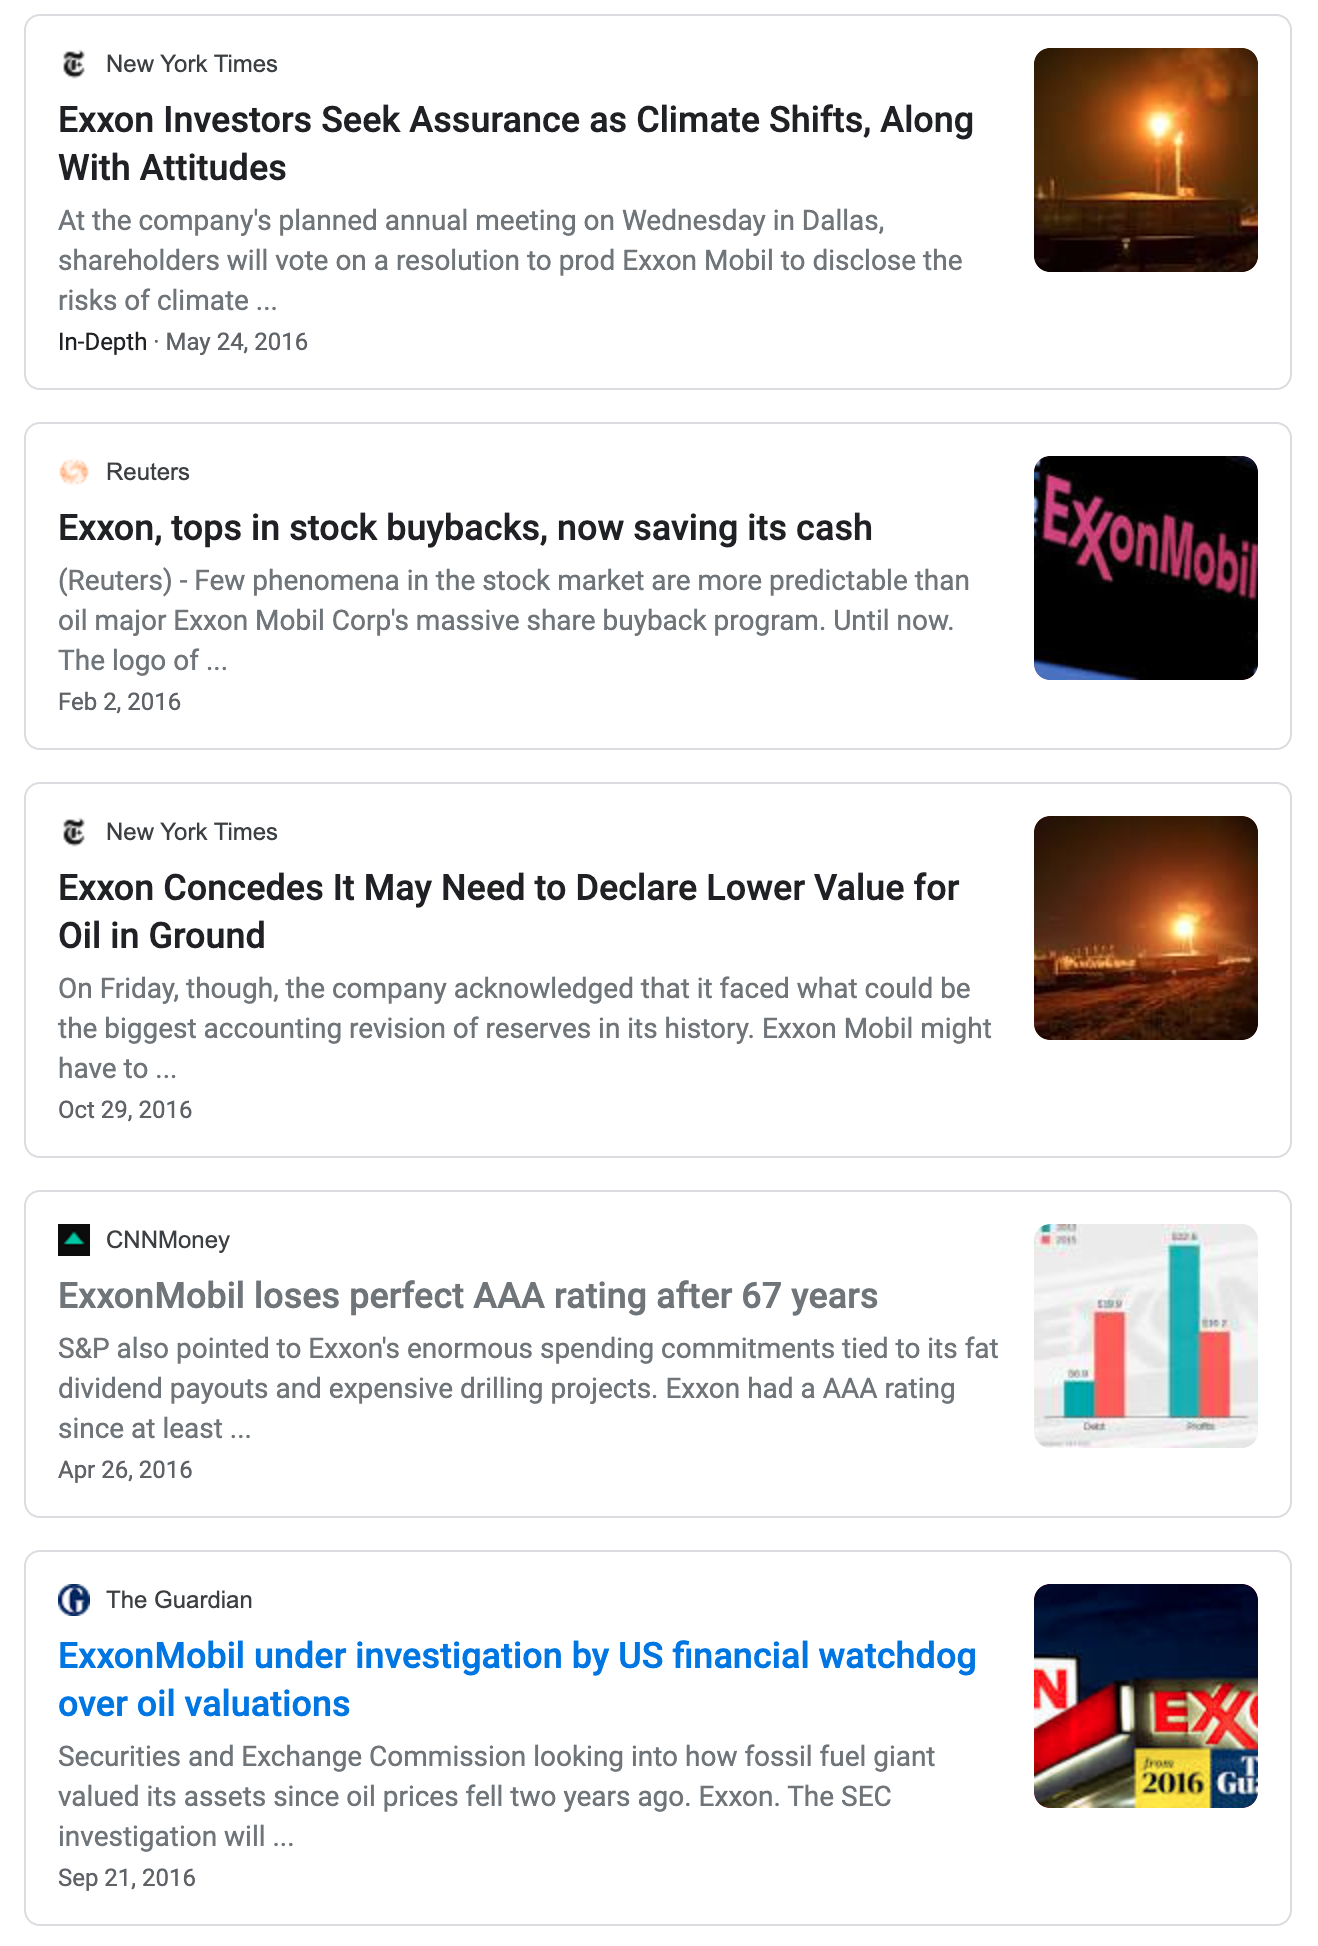 New York Times
Exxon Investors Seek Assurance as Climate Shifts, Along
With Attitudes
At the company's planned annual meeting on Wednesday in Dallas,
shareholders will vote on a resolution to prod Exxon Mobil to disclose the
risks of climate ...
In-Depth · May 24, 2016
Reuters
Exxon, tops in stock buybacks, now saving its cash
(Reuters) - Few phenomena in the stock market are more predictable than
oil major Exxon Mobil Corp's massive share buyback program. Until now.
The logo of ...
Feb 2, 2016
ExxonMobil
New York Times
Exxon Concedes It May Need to Declare Lower Value for
Oil in Ground
On Friday, though, the company acknowledged that it faced what could be
the biggest accounting revision of reserves in its history. Exxon Mobil might
have to ...
Oct 29, 2016
CNNMoney
ExxonMobil loses perfect AAA rating after 67 years
S&P also pointed to Exxon's enormous spending commitments tied to its fat
dividend payouts and expensive drilling projects. Exxon had a AAA rating
since at least ...
Apr 26, 2016
2015
Debt Profits
The Guardian
ExxonMobil under investigation by US financial watchdog
over oil valuations
Securities and Exchange Commission looking into how fossil fuel giant
valued its assets since oil prices fell two years ago. Exxon. The SEC
investigation will ...
Sep 21, 2016
N
EXX
from
2016
T
Gu